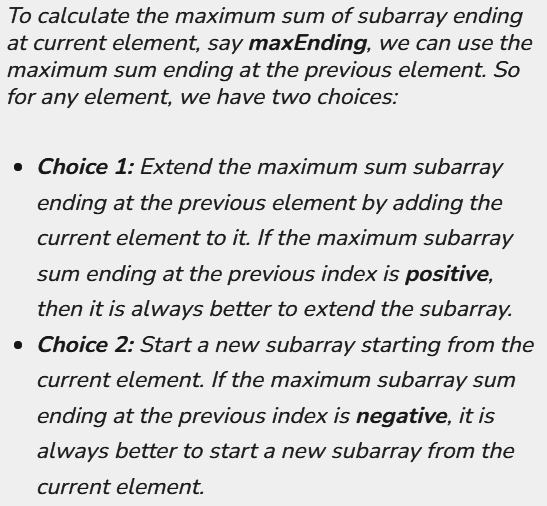 To calculate the maximum sum of subarray ending
at current element, say maxEnding, we can use the
maximum sum ending at the previous element. So
for any element, we have two choices:
• Choice 1: Extend the maximum sum subarray
ending at the previous element by adding the
current element to it. If the maximum subarray
sum ending at the previous index is positive,
then it is always better to extend the subarray.
• Choice 2: Start a new subarray starting from the
current element. If the maximum subarray sum
ending at the previous index is negative, it is
always better to start a new subarray from the
current element.